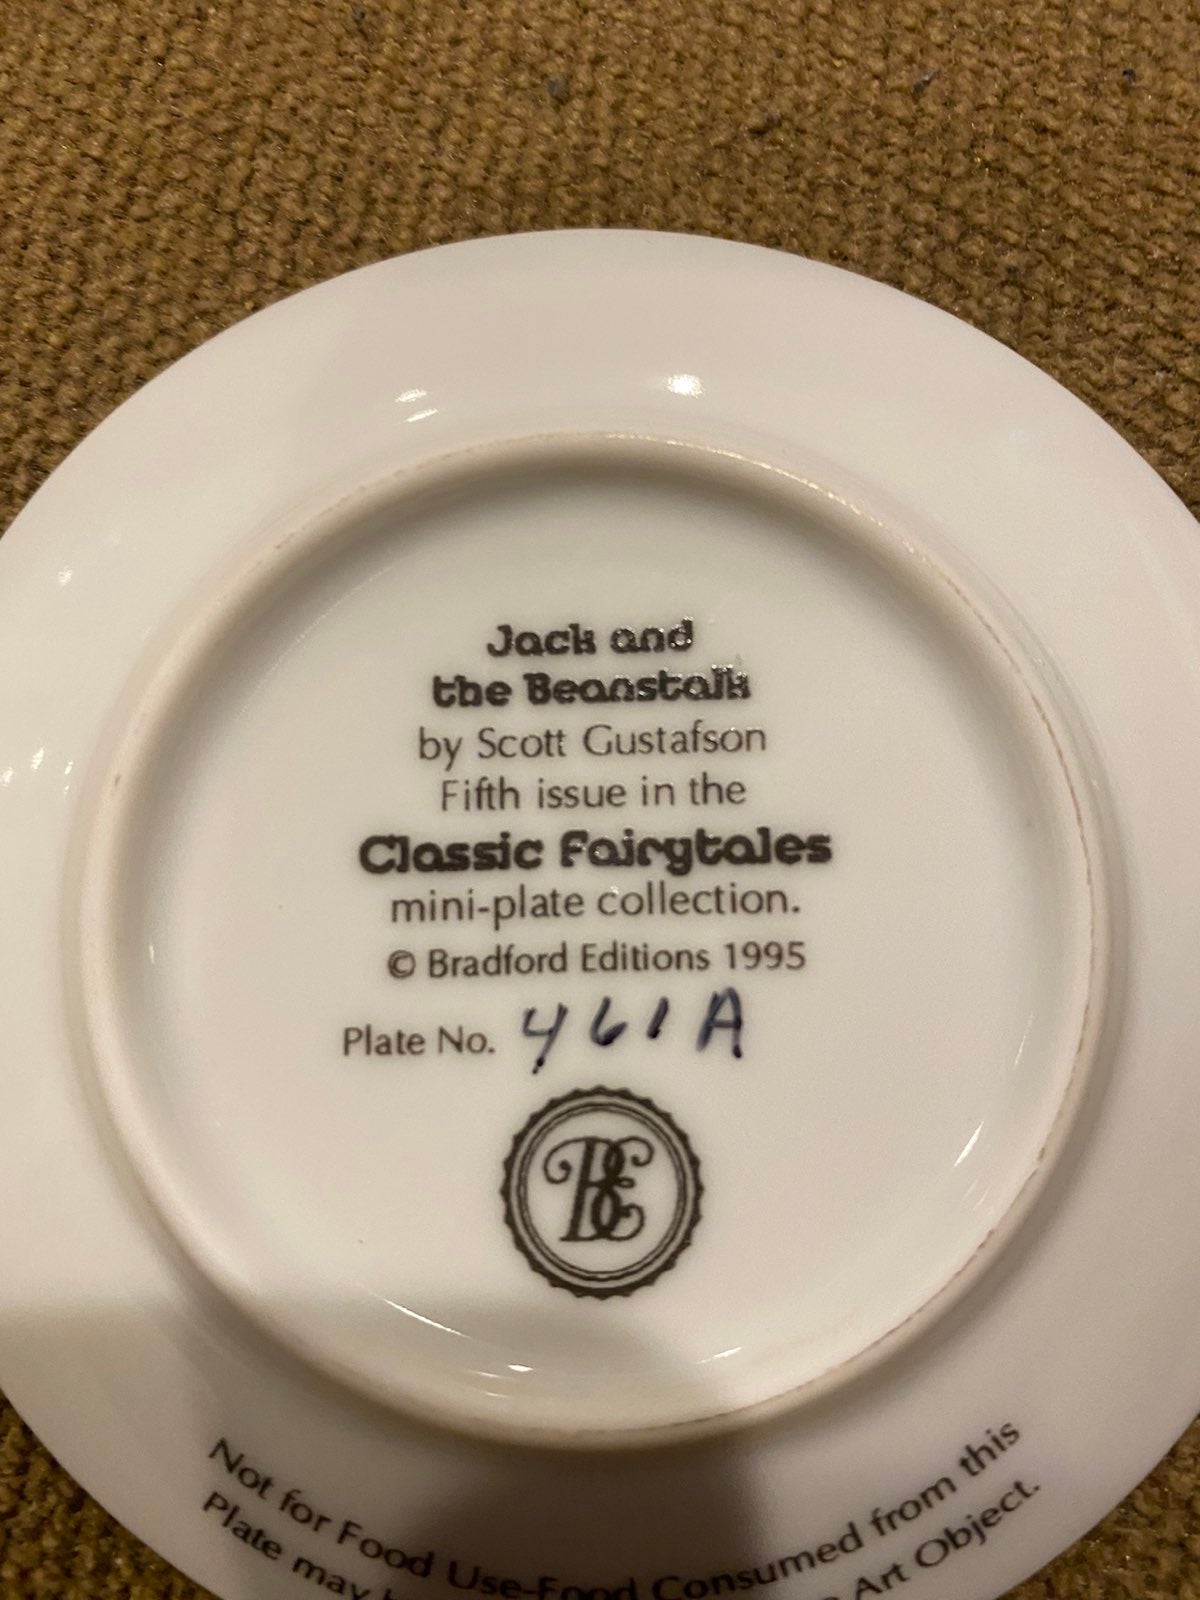 Jack and
the Beanstalk
by Scott Gustafson
Fifth issue in the
Classic Fairytales
mini-plate collection.
© Bradford Editions 1995
Plate No. 461A
BE
Not for Food Use-Food Consumed from this
Plate may Art Object.